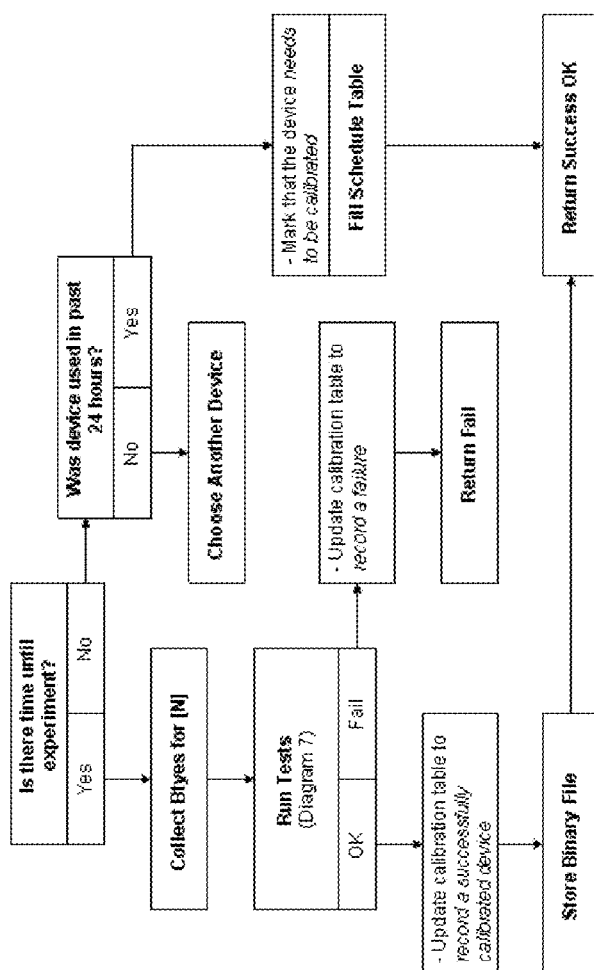 Is there time until
experiment?
Yes
No
Was device used in past
24 hours?
No
Yes
Collect Btyes for [N]
Choose Another Device
- Mark that the device needs
to be calibrated
Fill Schedule Table
Run Tests
(Diagram 7)
OK
Fail
- Update calibration table to
record a failure
Return Fail
- Update calibration table to
record a successfully
calibrated device
Store Binary File
Return Success OK